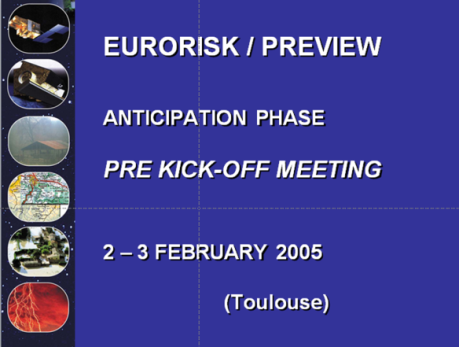 EURORISK / PREVIEW
ANTICIPATION PHASE
PRE KICK-OFF MEETING
2 – 3 FEBRUARY 2005
(Toulouse)